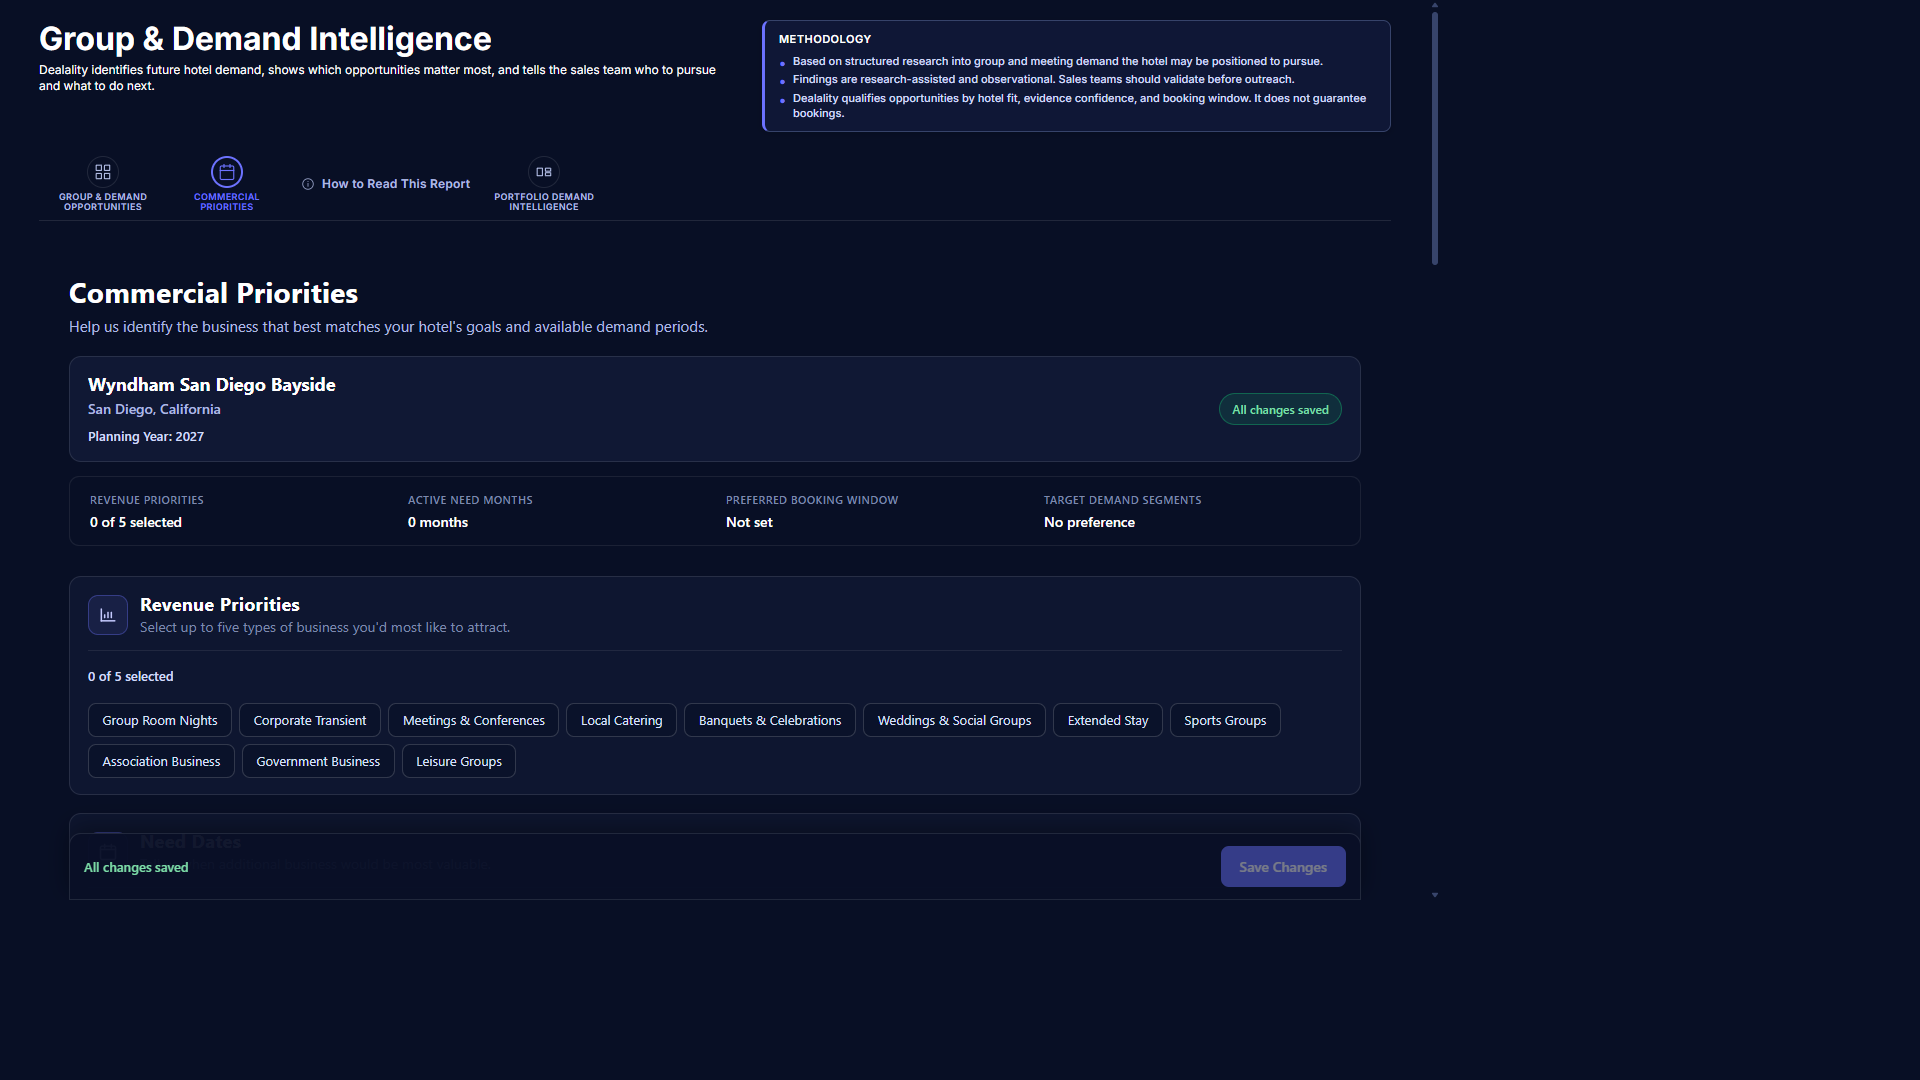 Group & Demand Intelligence
Dealality identifies future hotel demand, shows which opportunities matter most, and tells the sales team who to pursue
and what to do next.
METHODOLOGY
Based on structured research into group and meeting demand the hotel may be positioned to pursue.
Findings are research-assisted and observational. Sales teams should validate before outreach.
Dealality qualifies opportunities by hotel fit, evidence confidence, and booking window. It does not guarantee
bookings.
GROUP & DEMAND
OPPORTUNITIES
COMMERCIAL
PRIORITIES
How to Read This Report
PORTFOLIO DEMAND
INTELLIGENCE
Commercial Priorities
Help us identify the business that best matches your hotel's goals and available demand periods.
Wyndham San Diego Bayside
San Diego, California
Planning Year: 2027
All changes saved
REVENUE PRIORITIES
0 of 5 selected
ACTIVE NEED MONTHS
0 months
PREFERRED BOOKING WINDOW
Not set
TARGET DEMAND SEGMENTS
No preference
Revenue Priorities
Select up to five types of business you'd most like to attract.
0 of 5 selected
Group Room Nights
Corporate Transient
Meetings & Conferences
Local Catering
Banquets & Celebrations
Weddings & Social Groups
Extended Stay
Sports Groups
Association Business
Government Business
Leisure Groups
Need Dates
All changes saved
Save Changes